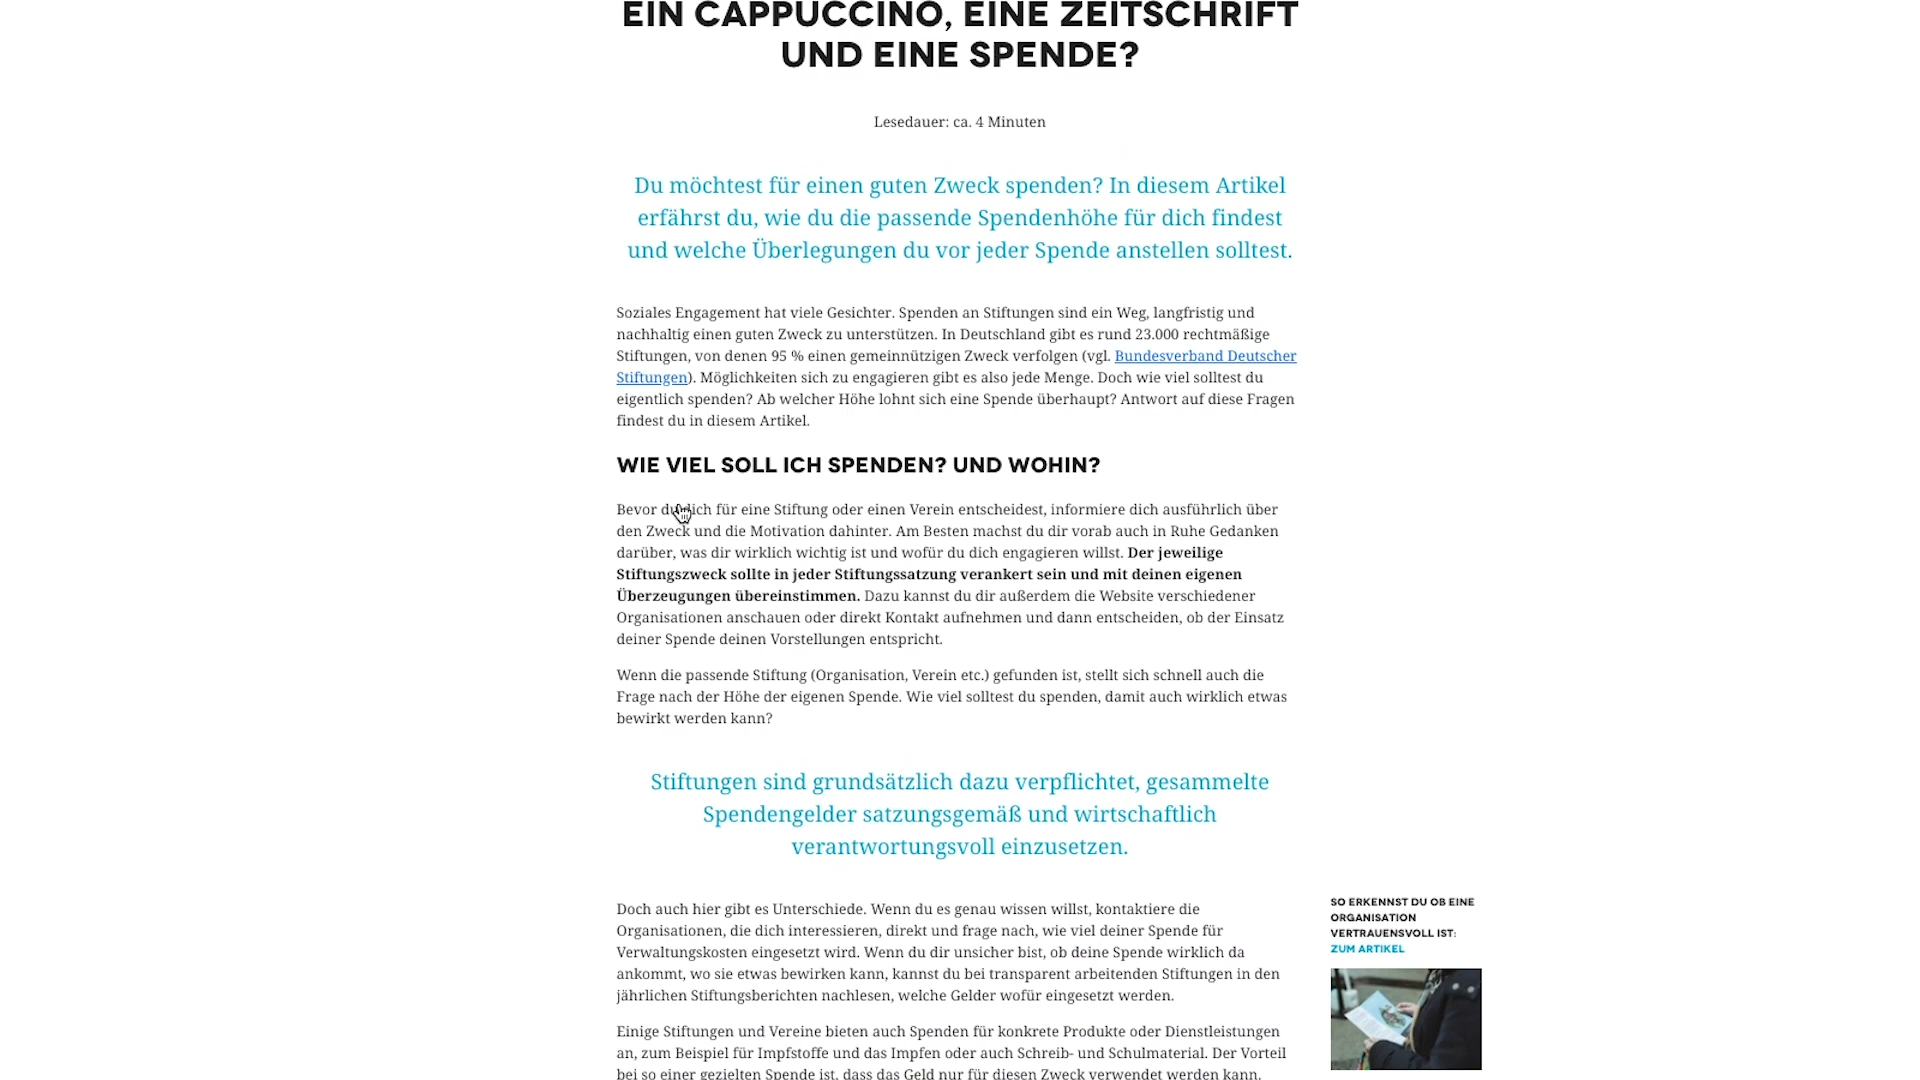 EIN CAPPUCCINO, EINE ZEITSCHRIFT
UND EINE SPENDE?
Lesedauer: ca. 4 Minuten
Du möchtest für einen guten Zweck spenden? In diesem Artikel
erfährst du, wie du die passende Spendenhöhe für dich findest
und welche Überlegungen du vor jeder Spende anstellen solltest.
Soziales Engagement hat viele Gesichter. Spenden an Stiftungen sind ein Weg, langfristig und
nachhaltig einen guten Zweck zu unterstützen. In Deutschland gibt es rund 23.000 rechtmäßige
Stiftungen, von denen 95 % einen gemeinnützigen Zweck verfolgen (vgl. Bundesverband Deutscher
Stiftungen). Möglichkeiten sich zu engagieren gibt es also jede Menge. Doch wie viel solltest du
eigentlich spenden? Ab welcher Höhe lohnt sich eine Spende überhaupt? Antwort auf diese Fragen
findest du in diesem Artikel.
WIE VIEL SOLL ICH SPENDEN? UND WOHIN?
Bevor du dich für eine Stiftung oder einen Verein entscheidest, informiere dich ausführlich über
den Zweck und die Motivation dahinter. Am Besten machst du dir vorab auch in Ruhe Gedanken
darüber, was dir wirklich wichtig ist und wofür du dich engagieren willst. Der jeweilige
Stiftungszweck sollte in jeder Stiftungssatzung verankert sein und mit deinen eigenen
Überzeugungen übereinstimmen. Dazu kannst du dir außerdem die Website verschiedener
Organisationen anschauen oder direkt Kontakt aufnehmen und dann entscheiden, ob der Einsatz
deiner Spende deinen Vorstellungen entspricht.
Wenn die passende Stiftung (Organisation, Verein etc.) gefunden ist, stellt sich schnell auch die
Frage nach der Höhe der eigenen Spende. Wie viel solltest du spenden, damit auch wirklich etwas
bewirkt werden kann?
Stiftungen sind grundsätzlich dazu verpflichtet, gesammelte
Spendengelder satzungsgemäß und wirtschaftlich
verantwortungsvoll einzusetzen.
Doch auch hier gibt es Unterschiede. Wenn du es genau wissen willst, kontaktiere die
Organisationen, die dich interessieren, direkt und frage nach, wie viel deiner Spende für
Verwaltungskosten eingesetzt wird. Wenn du dir unsicher bist, ob deine Spende wirklich da
ankommt, wo sie etwas bewirken kann, kannst du bei transparent arbeitenden Stiftungen in den
jährlichen Stiftungsberichten nachlesen, welche Gelder wofür eingesetzt werden.
Einige Stiftungen und Vereine bieten auch Spenden für konkrete Produkte oder Dienstleistungen
an, zum Beispiel für Impfstoffe und das Impfen oder auch Schreib- und Schulmaterial. Der Vorteil
bei so einer gezielten Spende ist, dass das Geld nur für diesen Zweck verwendet werden kann.
SO ERKENNST DU OB EINE
ORGANISATION
VERTRAUENSVOLL IST:
ZUM ARTIKEL